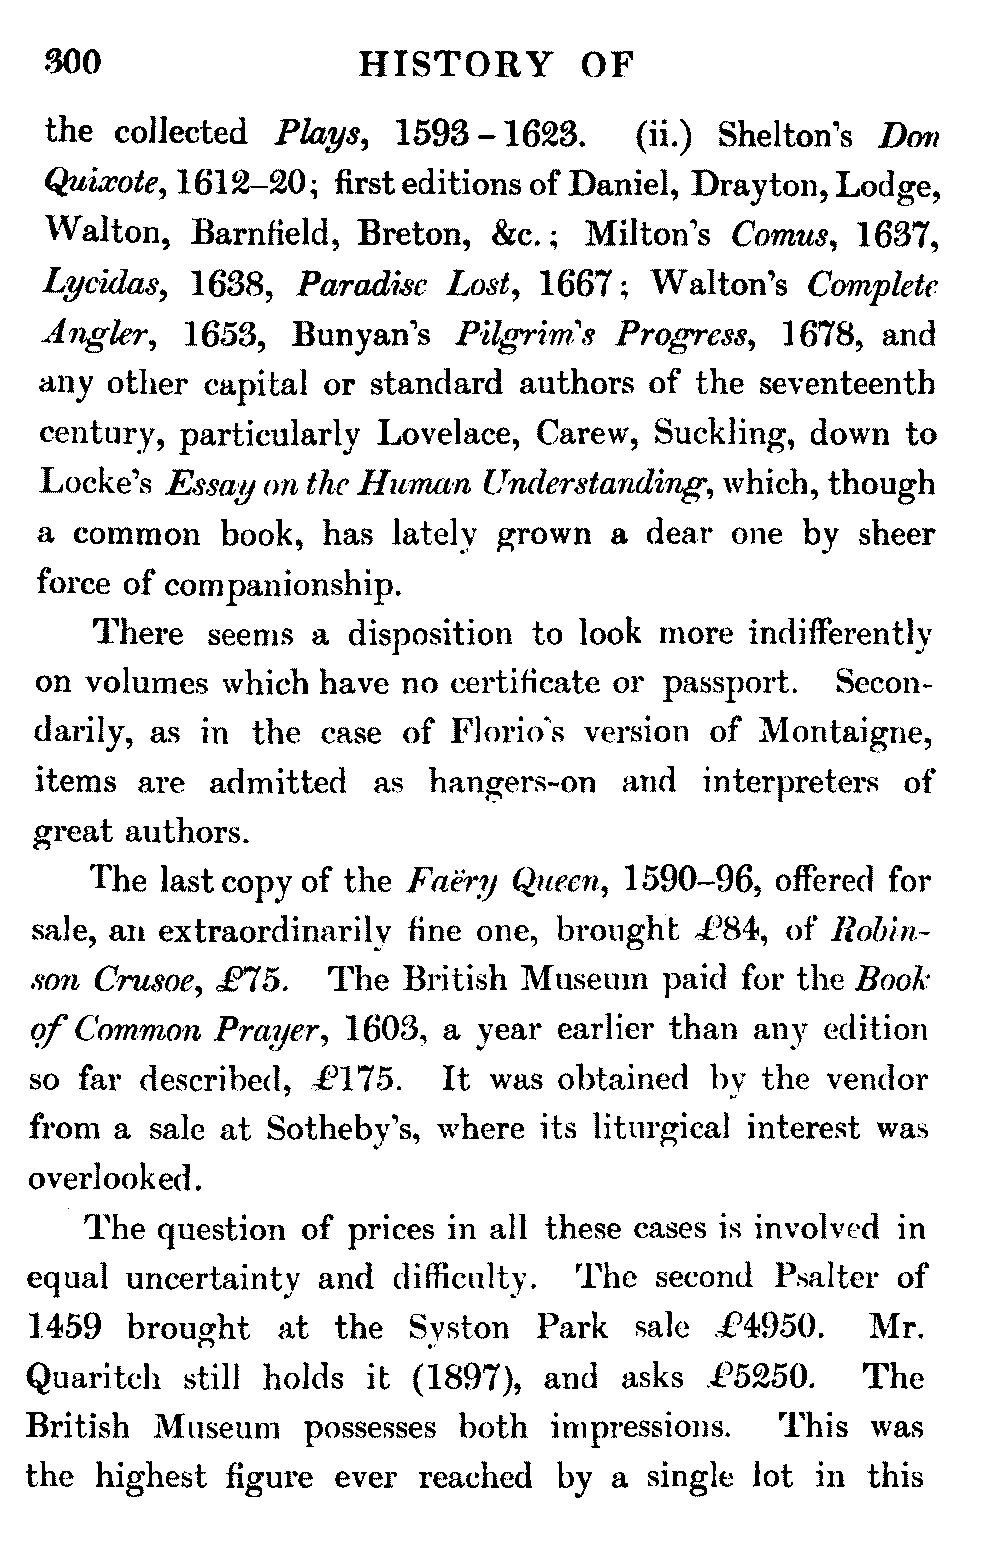 300 HISTORY OF
the collected Plays, 1593-1623. (ii.) Shelton's Don
Quixote, 1612–20; first editions of Daniel, Drayton, Lodge,
Walton, Barnfield, Breton, &c.; Milton's Comus, 1637,
Lycidas, 1638, Paradise Lost, 1667; Walton's Complete
Angler, 1653, Bunyan's Pilgrim's Progress, 1678, and
any other capital or standard authors of the seventeenth
century, particularly Lovelace, Carew, Suckling, down to
Locke's Essay on the Human Understanding, which, though
a common book, has lately grown a dear one by sheer
force of companionship.
There seems a disposition to look more indifferently
on volumes which have no certificate or passport. Secon-
darily, as in the case of Florio's version of Montaigne,
items are admitted as hangers-on and interpreters of
great authors.
The last copy of the Faëry Queen, 1590–96, offered for
sale, an extraordinarily fine one, brought £84, of Robin-
son Crusoe, £75. The British Museum paid for the Book
of Common Prayer, 1603, a year earlier than any edition
so far described, £175. It was obtained by the vendor
from a sale at Sotheby's, where its liturgical interest was
overlooked.
The question of prices in all these cases is involved in
equal uncertainty and difficulty. The second Psalter of
1459 brought at the Syston Park sale £4950. Mr.
Quaritch still holds it (1897), and asks £5250. The
British Museum possesses both impressions. This was
the highest figure ever reached by a single lot in this